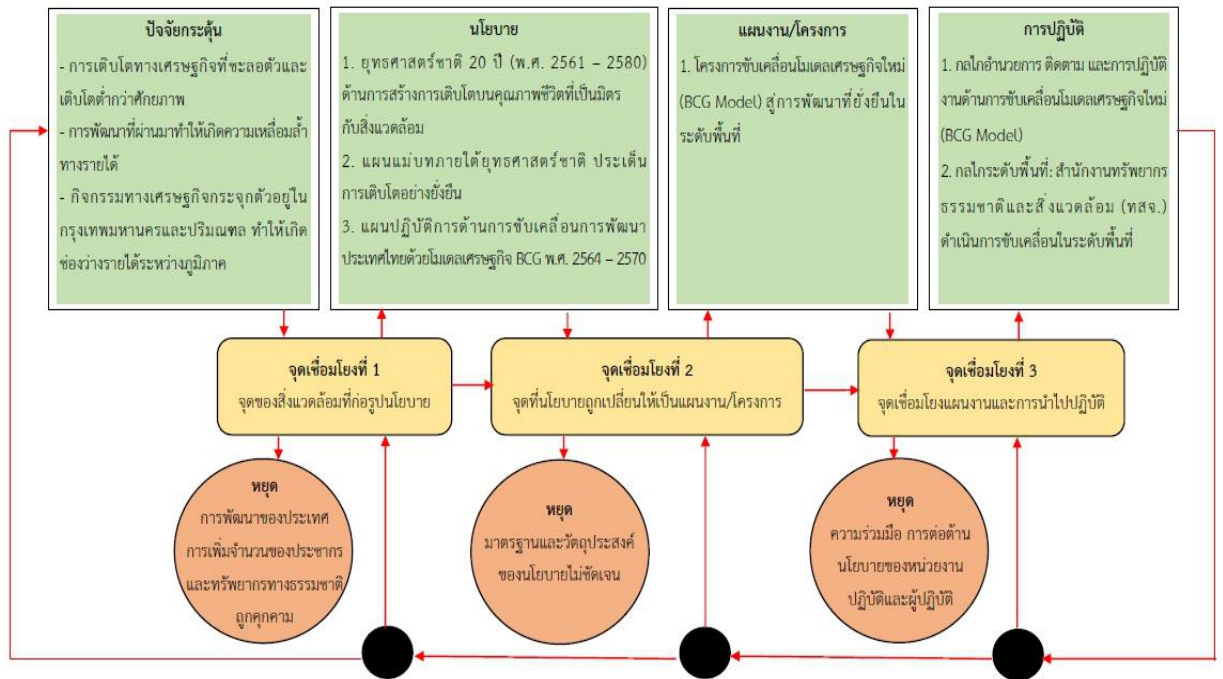 ปัจจัยกระตุ้น
- การเติบโตทางเศรษฐกิจที่ชะลอตัวและ
เติบโตต่ำกว่าศักยภาพ
- การพัฒนาที่ผ่านมาทำให้เกิดความเหลื่อมล้ำ
ทางรายได้
- กิจกรรมทางเศรษฐกิจกระจุกตัวอยู่ใน
กรุงเทพมหานครและปริมณฑล ทำให้เกิด
ช่องว่างรายได้ระหว่างภูมิภาค
นโยบาย
1. ยุทธศาสตร์ชาติ 20 ปี (พ.ศ. 2561 – 2580)
ด้านการสร้างการเติบโตบนคุณภาพชีวิตที่เป็นมิตร
กับสิ่งแวดล้อม
2. แผนแม่บทภายใต้ยุทธศาสตร์ชาติ ประเด็น
การเติบโตอย่างยั่งยืน
3. แผนปฏิบัติการด้านการขับเคลื่อนการพัฒนา
ประเทศไทยด้วยโมเดลเศรษฐกิจ BCG พ.ศ. 2564 – 2570
แผนงาน/โครงการ
1. โครงการขับเคลื่อนโมเดลเศรษฐกิจใหม่
(BCG Model) สู่การพัฒนาที่ยั่งยืนใน
ระดับพื้นที่
การปฏิบัติ
1. กลไกอำนวยการ ติดตาม และการปฏิบัติ
งานด้านการขับเคลื่อนโมเดลเศรษฐกิจใหม่
(BCG Model)
2. กลไกระดับพื้นที่: สำนักงานทรัพยากร
ธรรมชาติและสิ่งแวดล้อม (ทสจ.)
ดำเนินการขับเคลื่อนในระดับพื้นที่
จุดเชื่อมโยงที่ 1
จุดของสิ่งแวดล้อมที่ก่อรูปนโยบาย
จุดเชื่อมโยงที่ 2
จุดที่นโยบายถูกเปลี่ยนให้เป็นแผนงาน/โครงการ
จุดเชื่อมโยงที่ 3
จุดเชื่อมโยงแผนงานและการนำไปปฏิบัติ
หยุด
การพัฒนาของประเทศ
การเพิ่มจำนวนของประชากร
และทรัพยากรทางธรรมชาติ
ถูกคุกคาม
หยุด
มาตรฐานและวัตถุประสงค์
ของนโยบายไม่ชัดเจน
หยุด
ความร่วมมือ การต่อต้าน
นโยบายของหน่วยงาน
ปฏิบัติและผู้ปฏิบัติ